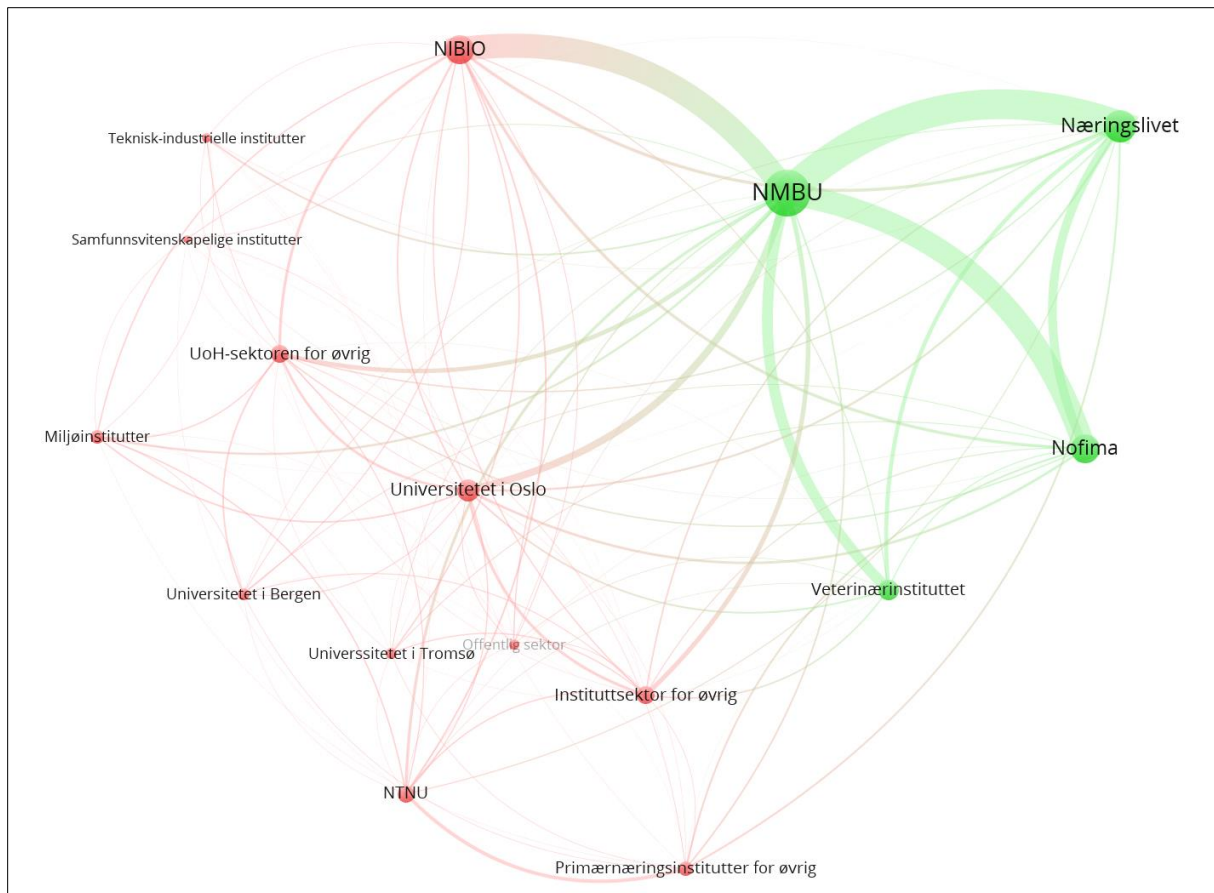 NIBIO
Næringslivet
Teknisk-industrielle institutter
NMBU
Samfunnsvitenskapelige institutter
UoH-sektoren for øvrig
Miljøinstitutter
Nofima
Universitetet i Oslo
Veterinærinstituttet
Universitetet i Bergen
Offentlig sektor
Universsitetet i Tromsø
Instituttsektor for øvrig
NTNU
Primærnæringsinstitutter for øvrig